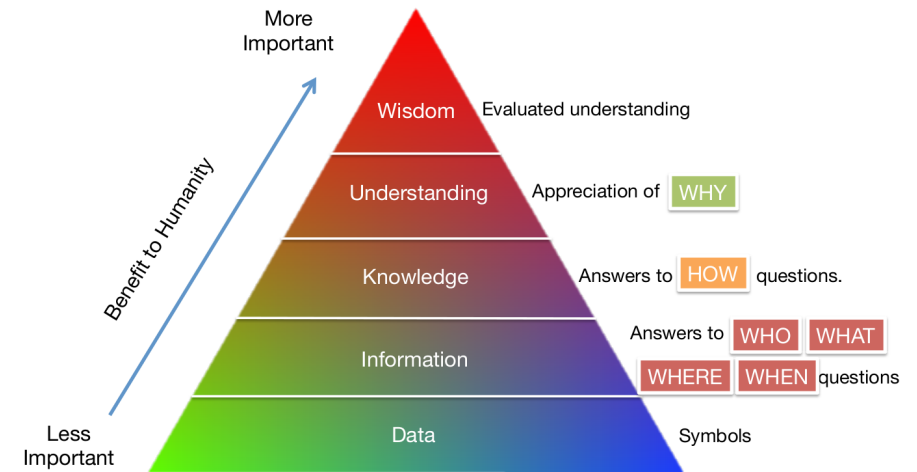 More
Important
Wisdom Evaluated understanding
Understanding Appreciation of WHY
Benefit to Humanity
Knowledge Answers to HOW questions.
Information Answers to WHO WHAT
WHERE WHEN questions
Less
Important
Data Symbols